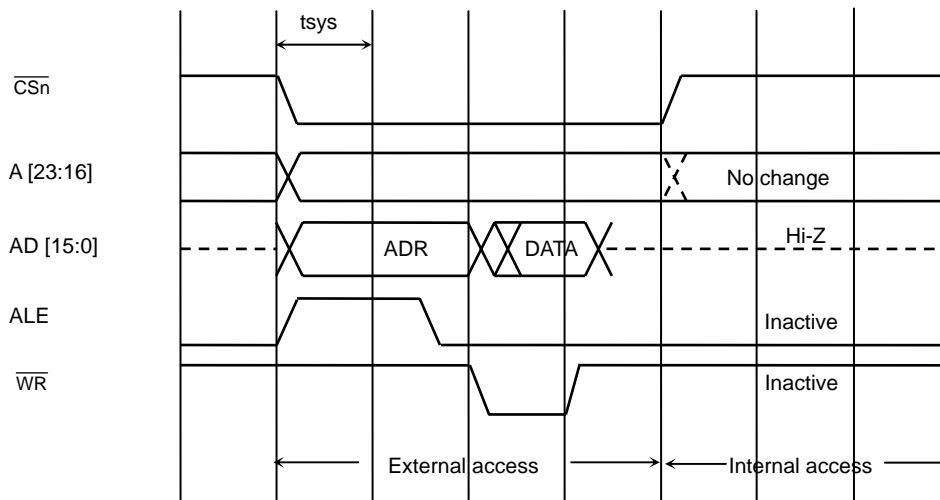 tsys
CSn
A [23:16]
No change
AD [15:0]
ADR
DATA
Hi-Z
ALE
Inactive
WR
Inactive
External access
Internal access